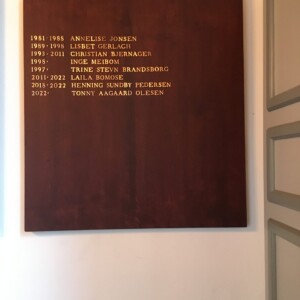 1981-1988 ANNELISE JONSEN
1989-1996 LISBET GERLACH
1993-2011 CHRISTIAN BJERNAGER
1995- INGE MEIBOM
1997- TRINE STEVN BRANDSBORG
2011-2022 LAILA BOMOSE
2015-2022 HENNING SUNDBY PEDERSEN
2022- TONNY AAGAARD OLESEN